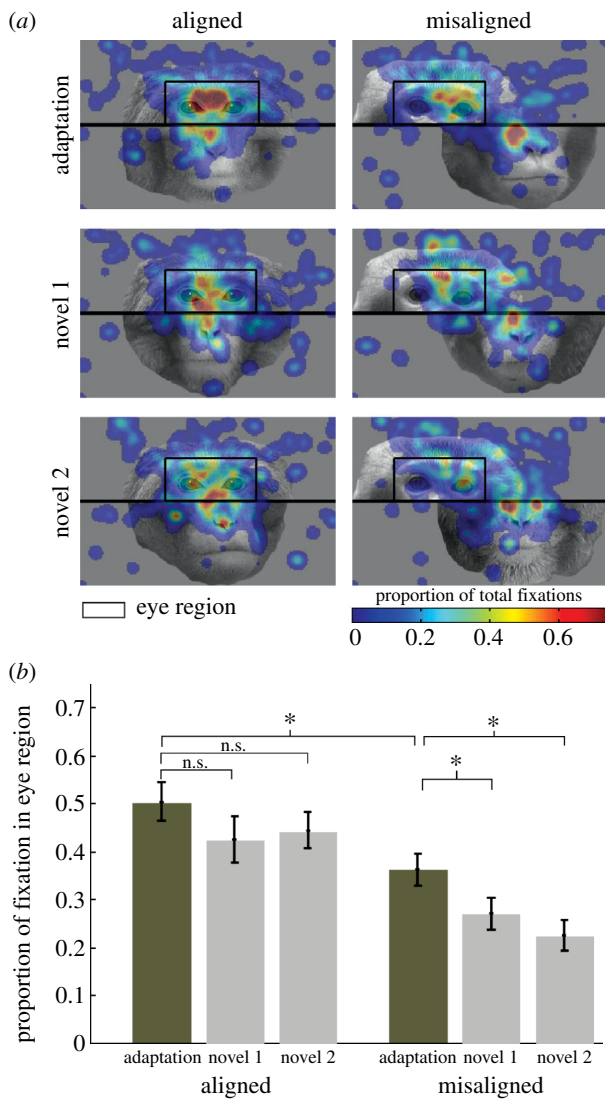 (a) aligned misaligned
adaptation
novel 1
novel 2
eye region
proportion of total fixations
0 0.2 0.4 0.6
(b)
proportion of fixation in eye region
0.7
0.6
0.5
0.4
0.3
0.2
0.1
0
*
n.s.
n.s.
*
*
adaptation novel 1 novel 2 adaptation novel 1 novel 2
aligned misaligned